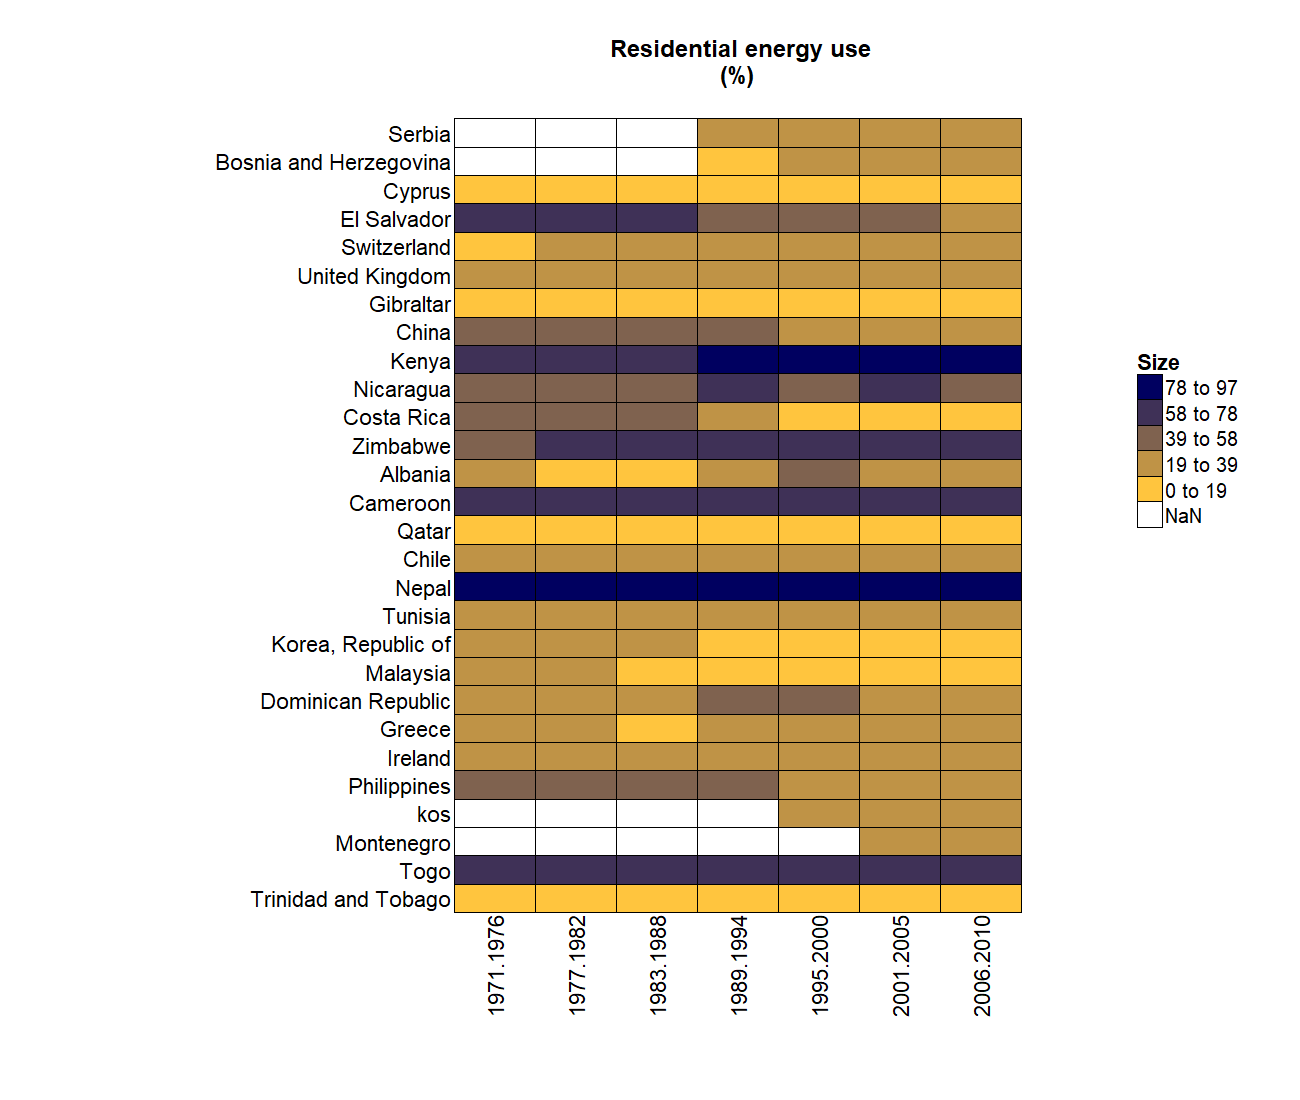 Residential energy use
(%)
Serbia
Bosnia and Herzegovina
Cyprus
El Salvador
Switzerland
United Kingdom
Gibraltar
China
Kenya
Nicaragua
Costa Rica
Zimbabwe
Albania
Cameroon
Qatar
Chile
Nepal
Tunisia
Korea, Republic of
Malaysia
Dominican Republic
Greece
Ireland
Philippines
kos
Montenegro
Togo
Trinidad and Tobago
1971.1976
1977.1982
1983.1988
1989.1994
1995.2000
2001.2005
2006.2010
Size
78 to 97
58 to 78
39 to 58
19 to 39
0 to 19
NaN